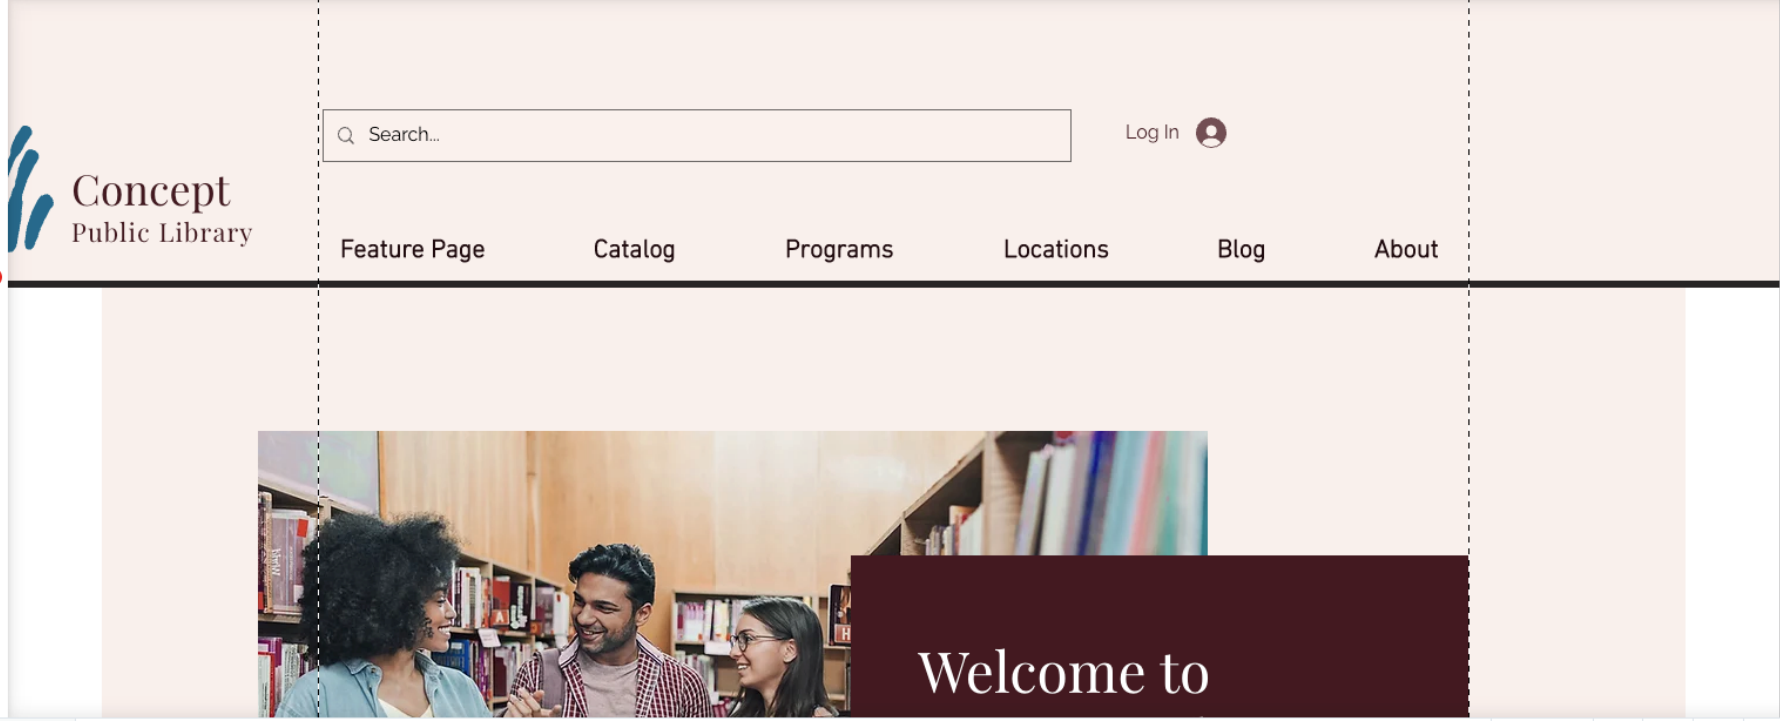 Search...
Log In
Concept
Public Library
Feature Page Catalog Programs Locations Blog About
A
H
Welcome to